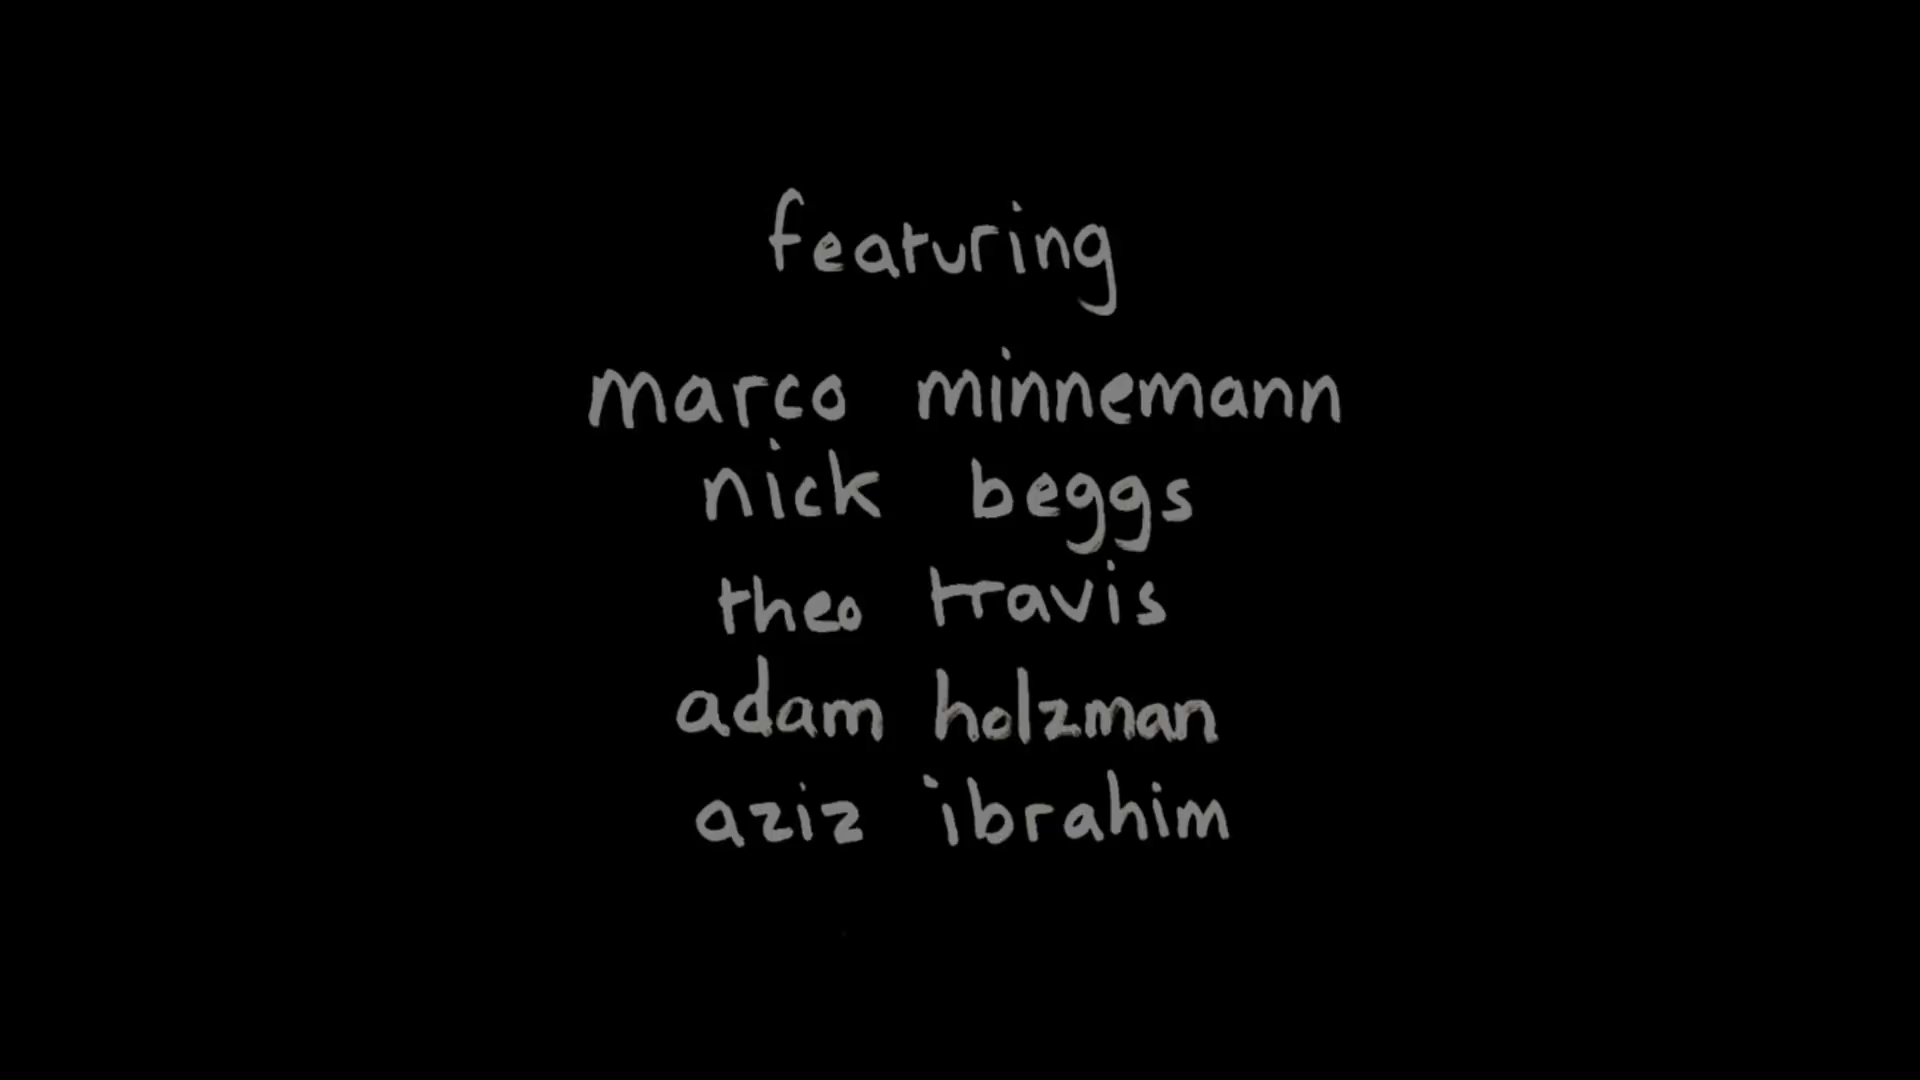 featuring
marco minnemann
nick beggs
theo travis
adam holzman
aziz ibrahim